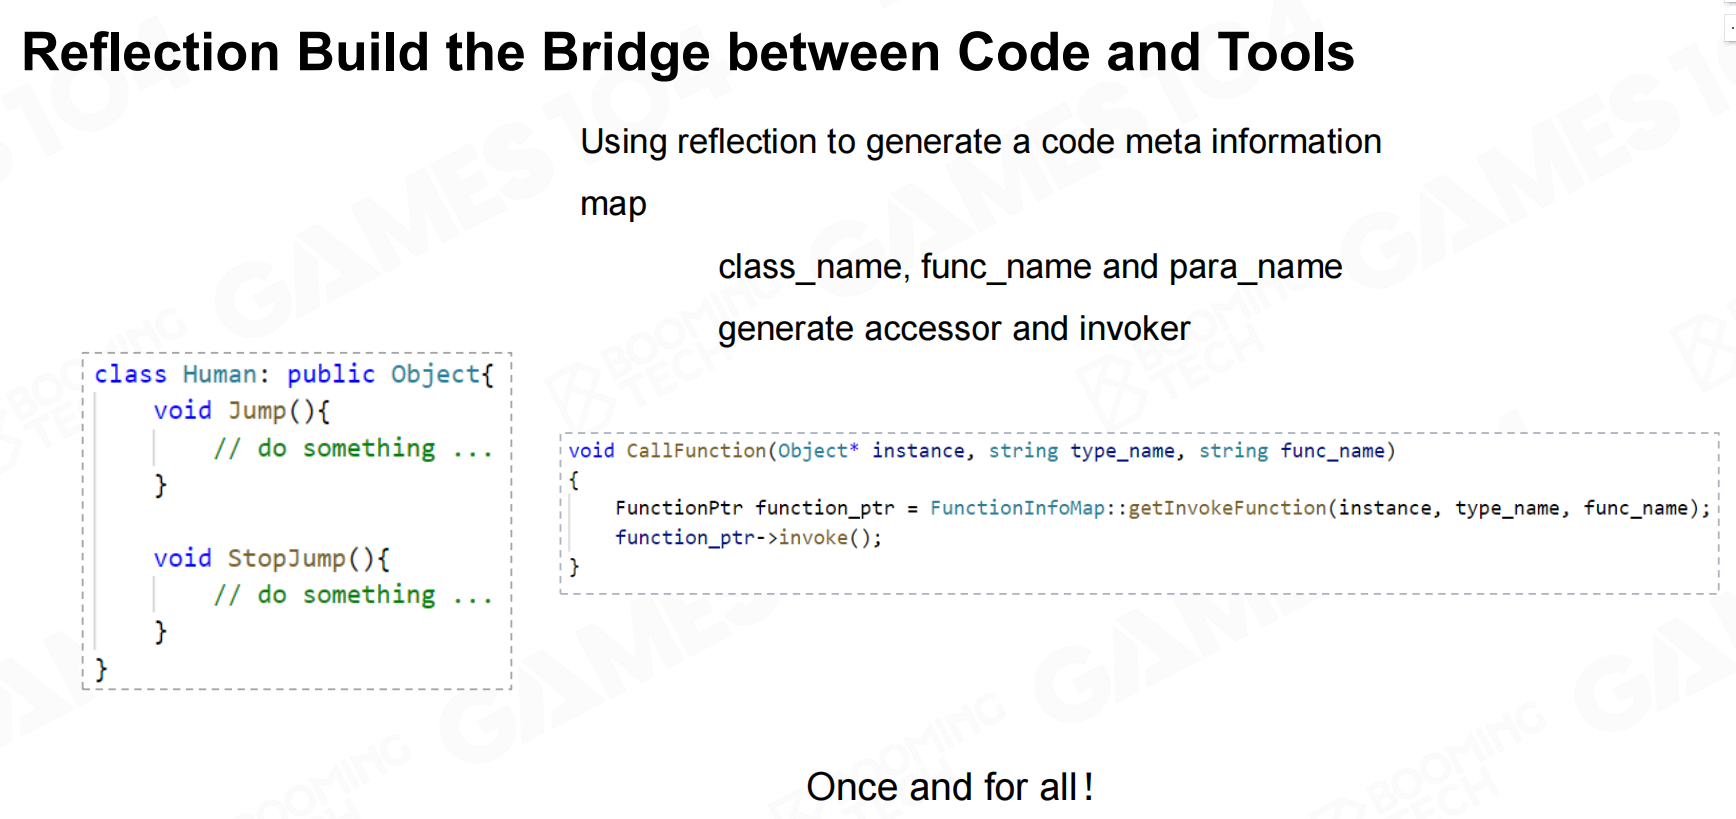 Reflection Build the Bridge between Code and Tools
Using reflection to generate a code meta information
map
class_name, func_name and para_name
generate accessor and invoker
class Human: public Object{
void Jump(){
// do something ...
}
void StopJump(){
// do something ...
}
}
void CallFunction(Object* instance, string type_name, string func_name)
{
FunctionPtr function_ptr = FunctionInfoMap::getInvokeFunction(instance, type_name, func_name);
function_ptr->invoke();
}
Once and for all!
GAMES 104
BOOMING
TECH